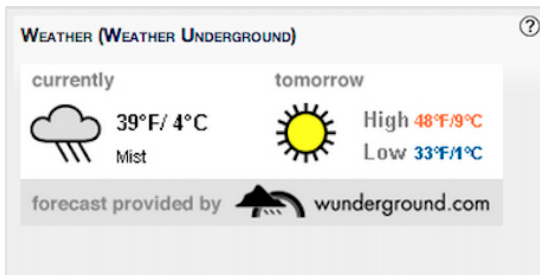 WEATHER (WEATHER UNDERGROUND)
?
currently
39°F/ 4°C
Mist
tomorrow
High 48°F/9°C
Low 33°F/1°C
forecast provided by wunderground.com